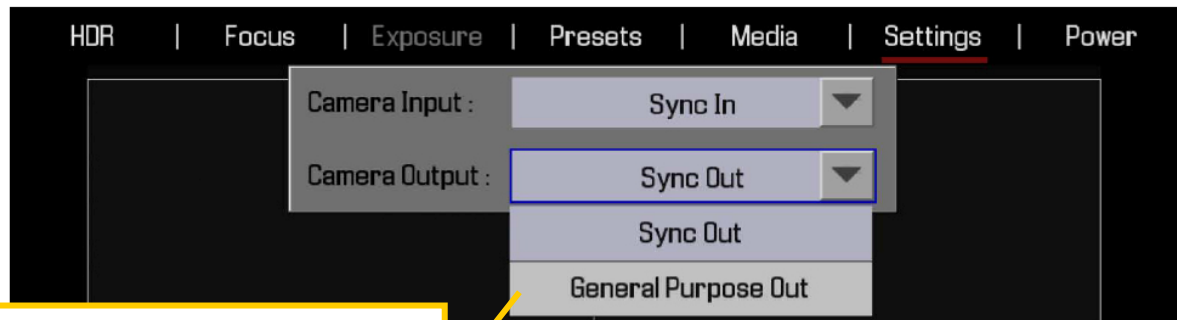 HDR | Focus | Exposure | Presets | Media | Settings | Power
Camera Input : Sync In
Camera Output : Sync Out
Sync Out
General Purpose Out